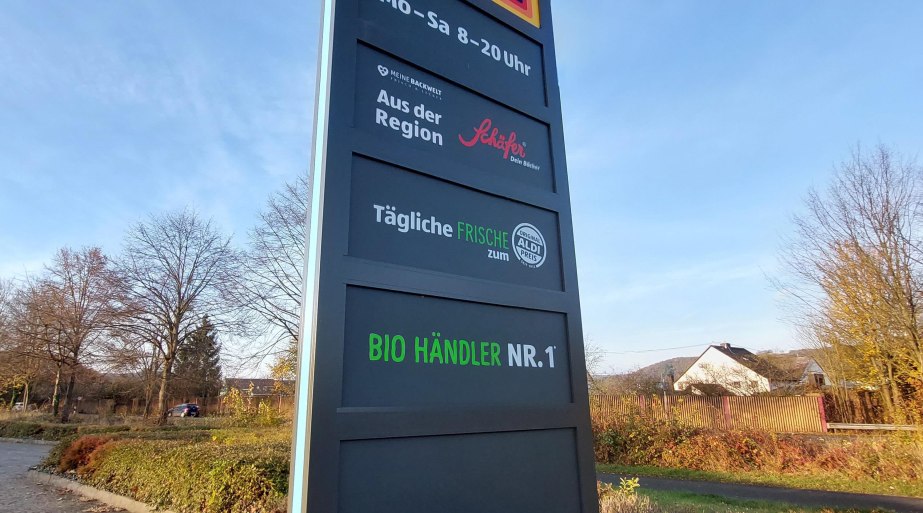 Mo – Sa 8 – 20 Uhr
MEINE BACKWELT
Aus der
Region
Schäfer
Dein Bäcker
Tägliche FRISCHE
zum
ORIGINAL
ALDI
PREIS
BIO HÄNDLER NR.1*